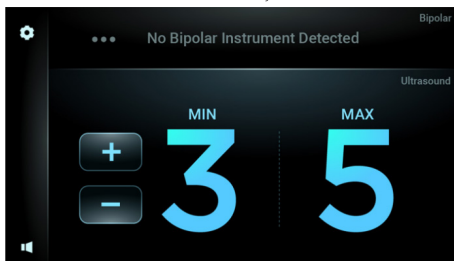 Bipolar
••• No Bipolar Instrument Detected
Ultrasound
MIN MAX
+ 3 5
−